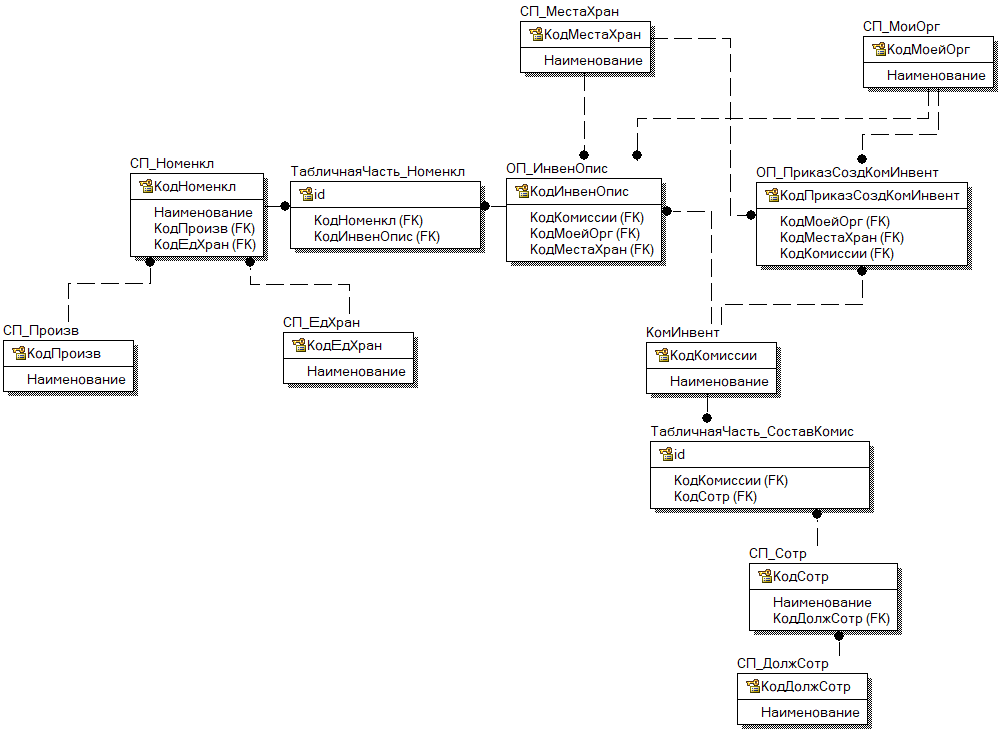 СП_МестаХран
КодМестаХран
Наименование
СП_МоиОрг
КодМоейОрг
Наименование
СП_Номенкл
КодНоменкл
Наименование
КодПроизв (FK)
КодЕдХран (FK)
ТабличнаяЧасть_Номенкл
id
КодНоменкл (FK)
КодИнвенОпис (FK)
ОП_ИнвенОпис
КодИнвенОпис
КодКомиссии (FK)
КодМоейОрг (FK)
КодМестаХран (FK)
ОП_ПриказСоздКомИнвент
КодПриказСоздКомИнвент
КодМоейОрг (FK)
КодМестаХран (FK)
КодКомиссии (FK)
СП_Произв
КодПроизв
Наименование
СП_ЕдХран
КодЕдХран
Наименование
КомИнвент
КодКомиссии
Наименование
ТабличнаяЧасть_СоставКомис
id
КодКомиссии (FK)
КодСотр (FK)
СП_Сотр
КодСотр
Наименование
КодДолжСотр (FK)
СП_ДолжСотр
КодДолжСотр
Наименование